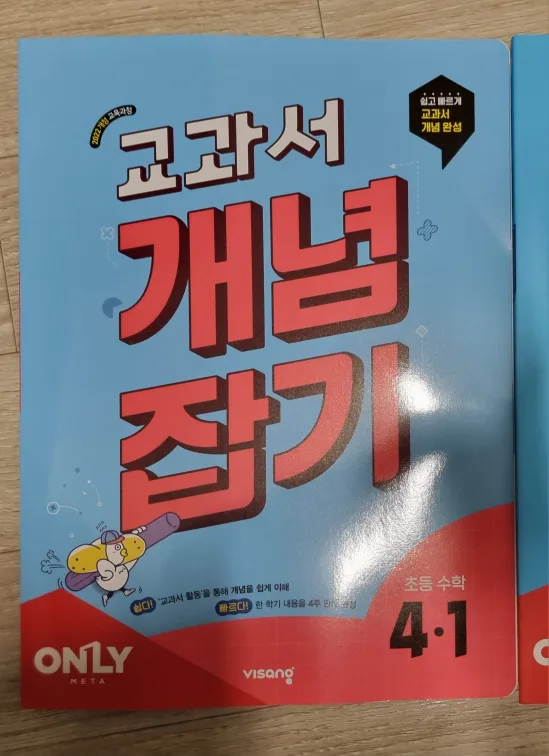 2022 개정 교육과정
쉽고 빠르게
교과서
개념 완성
교과서
개념
잡기
쉽다! '교과서 활동'을 통해 개념을 쉽게 이해
빠르다! 한 학기 내용을 4주 만에 완성
초등 수학
4·1
ONLY
META
visang